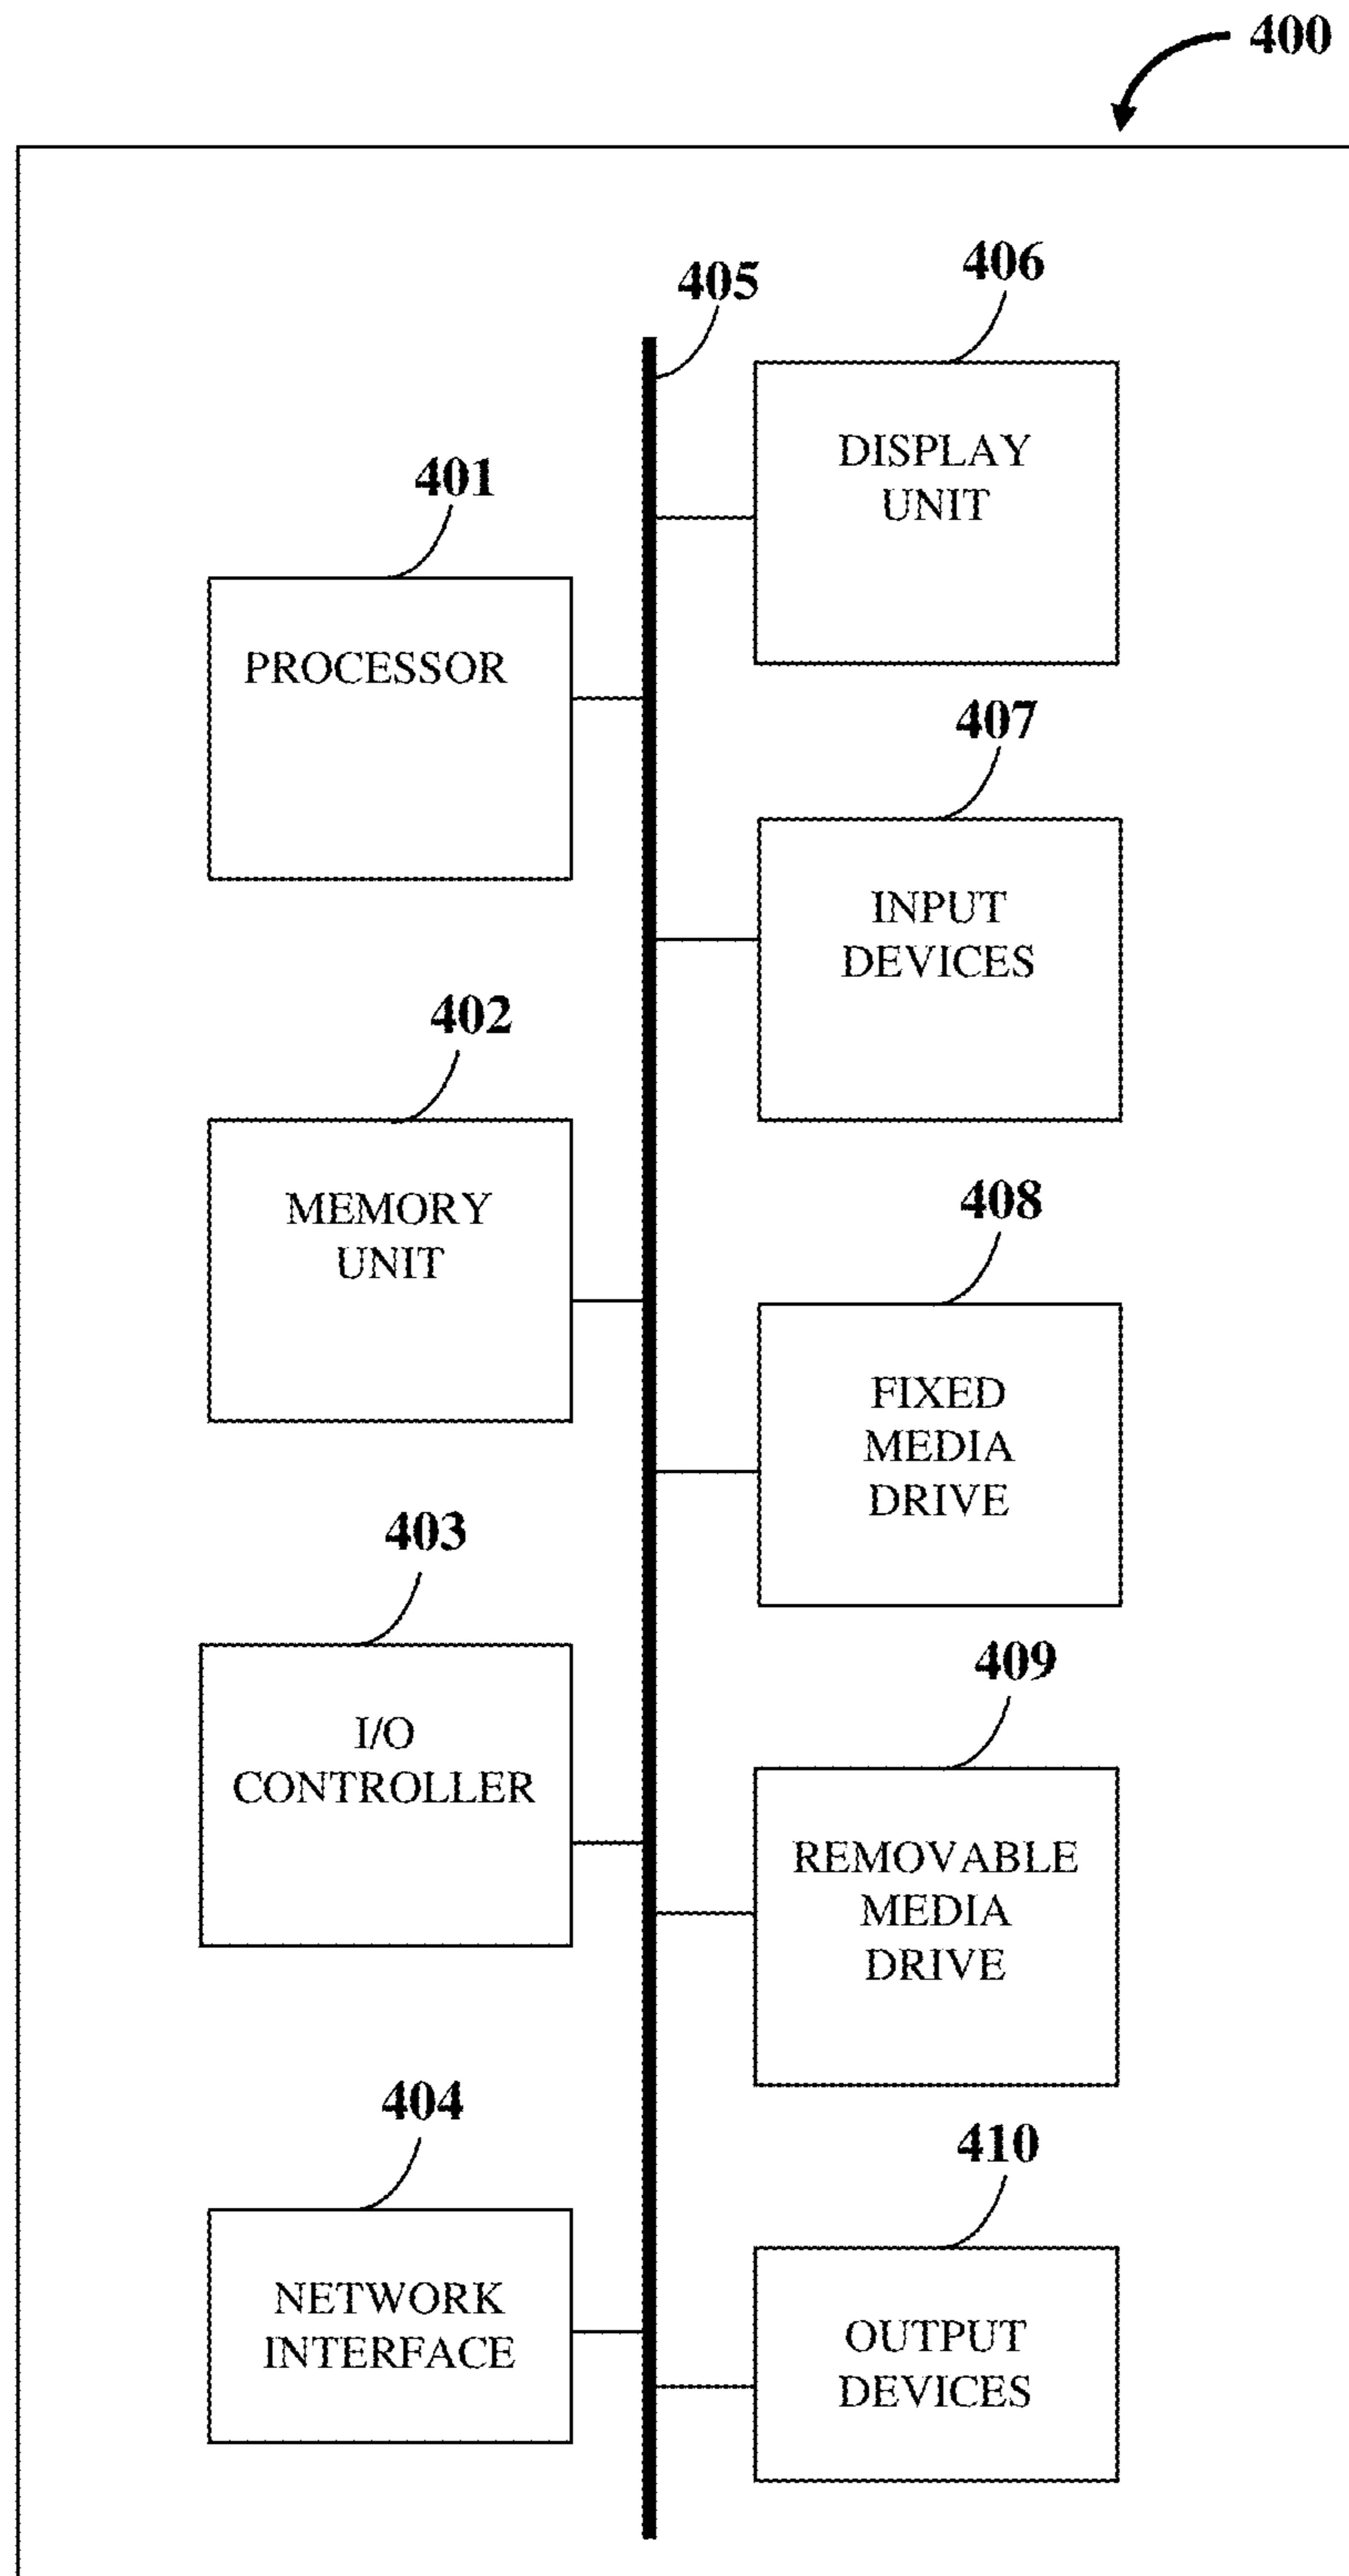 400
405
406
DISPLAY
UNIT
401
PROCESSOR
407
INPUT
DEVICES
402
MEMORY
UNIT
408
FIXED
MEDIA
DRIVE
403
I/O
CONTROLLER
409
REMOVABLE
MEDIA
DRIVE
404
NETWORK
INTERFACE
410
OUTPUT
DEVICES